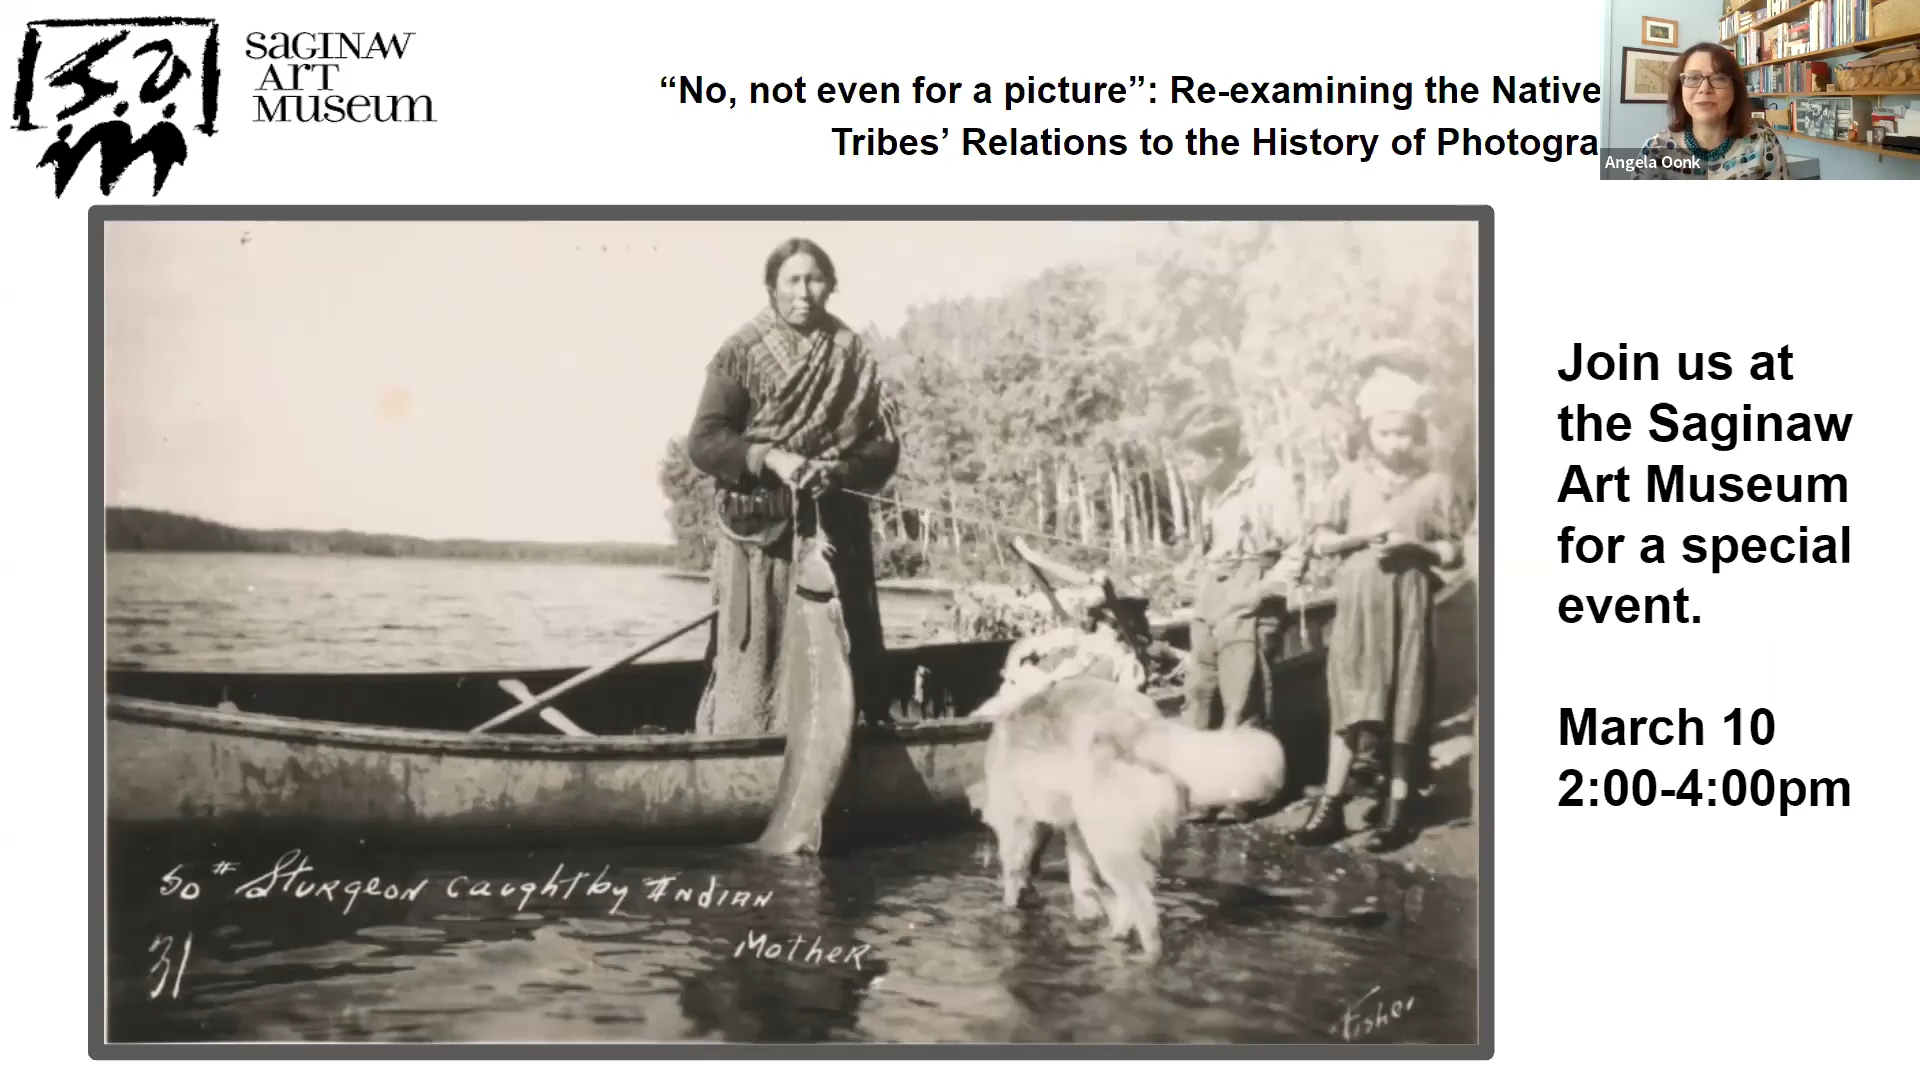 s.a.m.
SAGINAW
ART
MUSEUM
“No, not even for a picture”: Re-examining the Native
Tribes’ Relations to the History of Photogra
Angela Oonk
50# Sturgeon caught by Indian
Mother
31
Fisher
Join us at
the Saginaw
Art Museum
for a special
event.
March 10
2:00-4:00pm